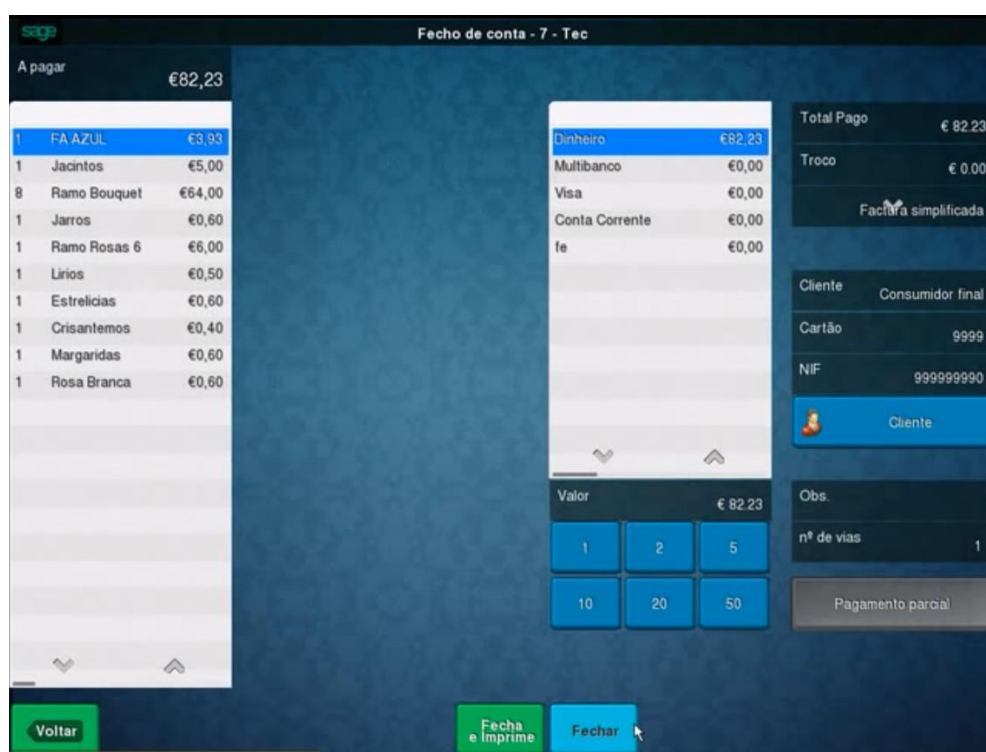 sage
Fecho de conta - 7 - Tec
A pagar
€82,23
1 FA AZUL €3,93
1 Jacintos €5,00
8 Ramo Bouquet €64,00
1 Jarros €0,60
1 Ramo Rosas 6 €6,00
1 Lirios €0,50
1 Estrelicias €0,60
1 Crisantemos €0,40
1 Margaridas €0,60
1 Rosa Branca €0,60
Dinheiro €82,23
Multibanco €0,00
Visa €0,00
Conta Corrente €0,00
fe €0,00
Valor € 82.23
1 2 5
10 20 50
Total Pago € 82.23
Troco € 0.00
Factura simplificada
Cliente Consumidor final
Cartão 9999
NIF 999999990
Cliente
Obs.
nº de vias 1
Pagamento parcial
Voltar
Fecha
e Imprime
Fechar